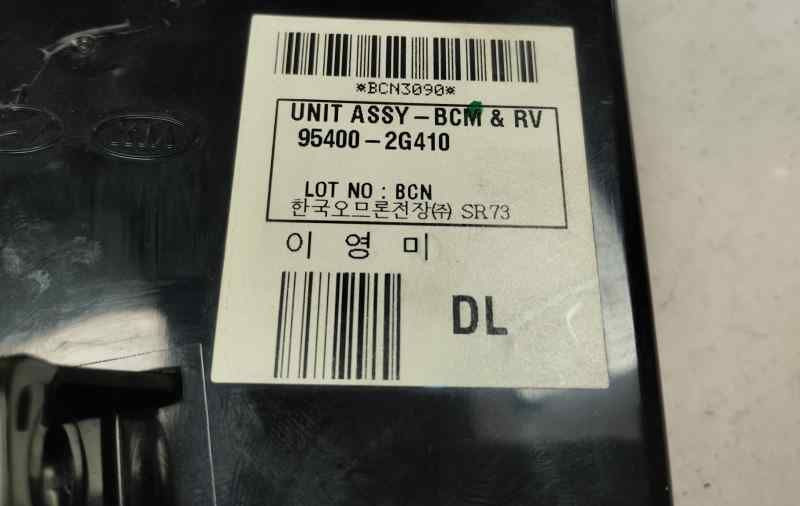 *BCN3090*
UNIT ASSY-BCM & RV
95400-2G410
LOT NO : BCN
한국오므론전장㈜ SR73
이 영 미
DL
KM